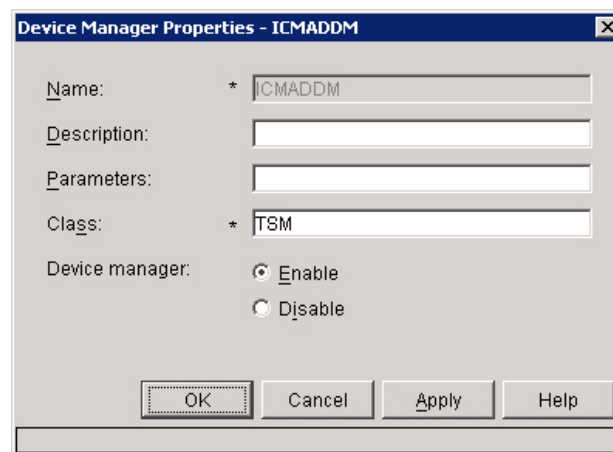 Device Manager Properties - ICMADDM
Name: * ICMADDM
Description:
Parameters:
Class: * TSM
Device manager: Enable
Disable
OK Cancel Apply Help